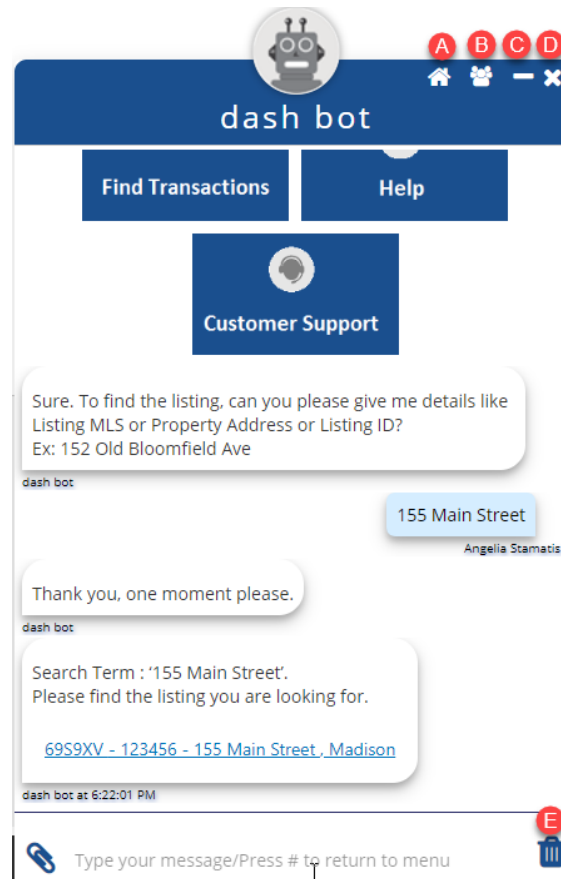 A B C D
dash bot
Find Transactions
Help
Customer Support
Sure. To find the listing, can you please give me details like
Listing MLS or Property Address or Listing ID?
Ex: 152 Old Bloomfield Ave
dash bot
155 Main Street
Angelia Stamatis
Thank you, one moment please.
dash bot
Search Term : ‘155 Main Street’.
Please find the listing you are looking for.
69S9XV - 123456 - 155 Main Street , Madison
dash bot at 6:22:01 PM
E
Type your message/Press # to return to menu